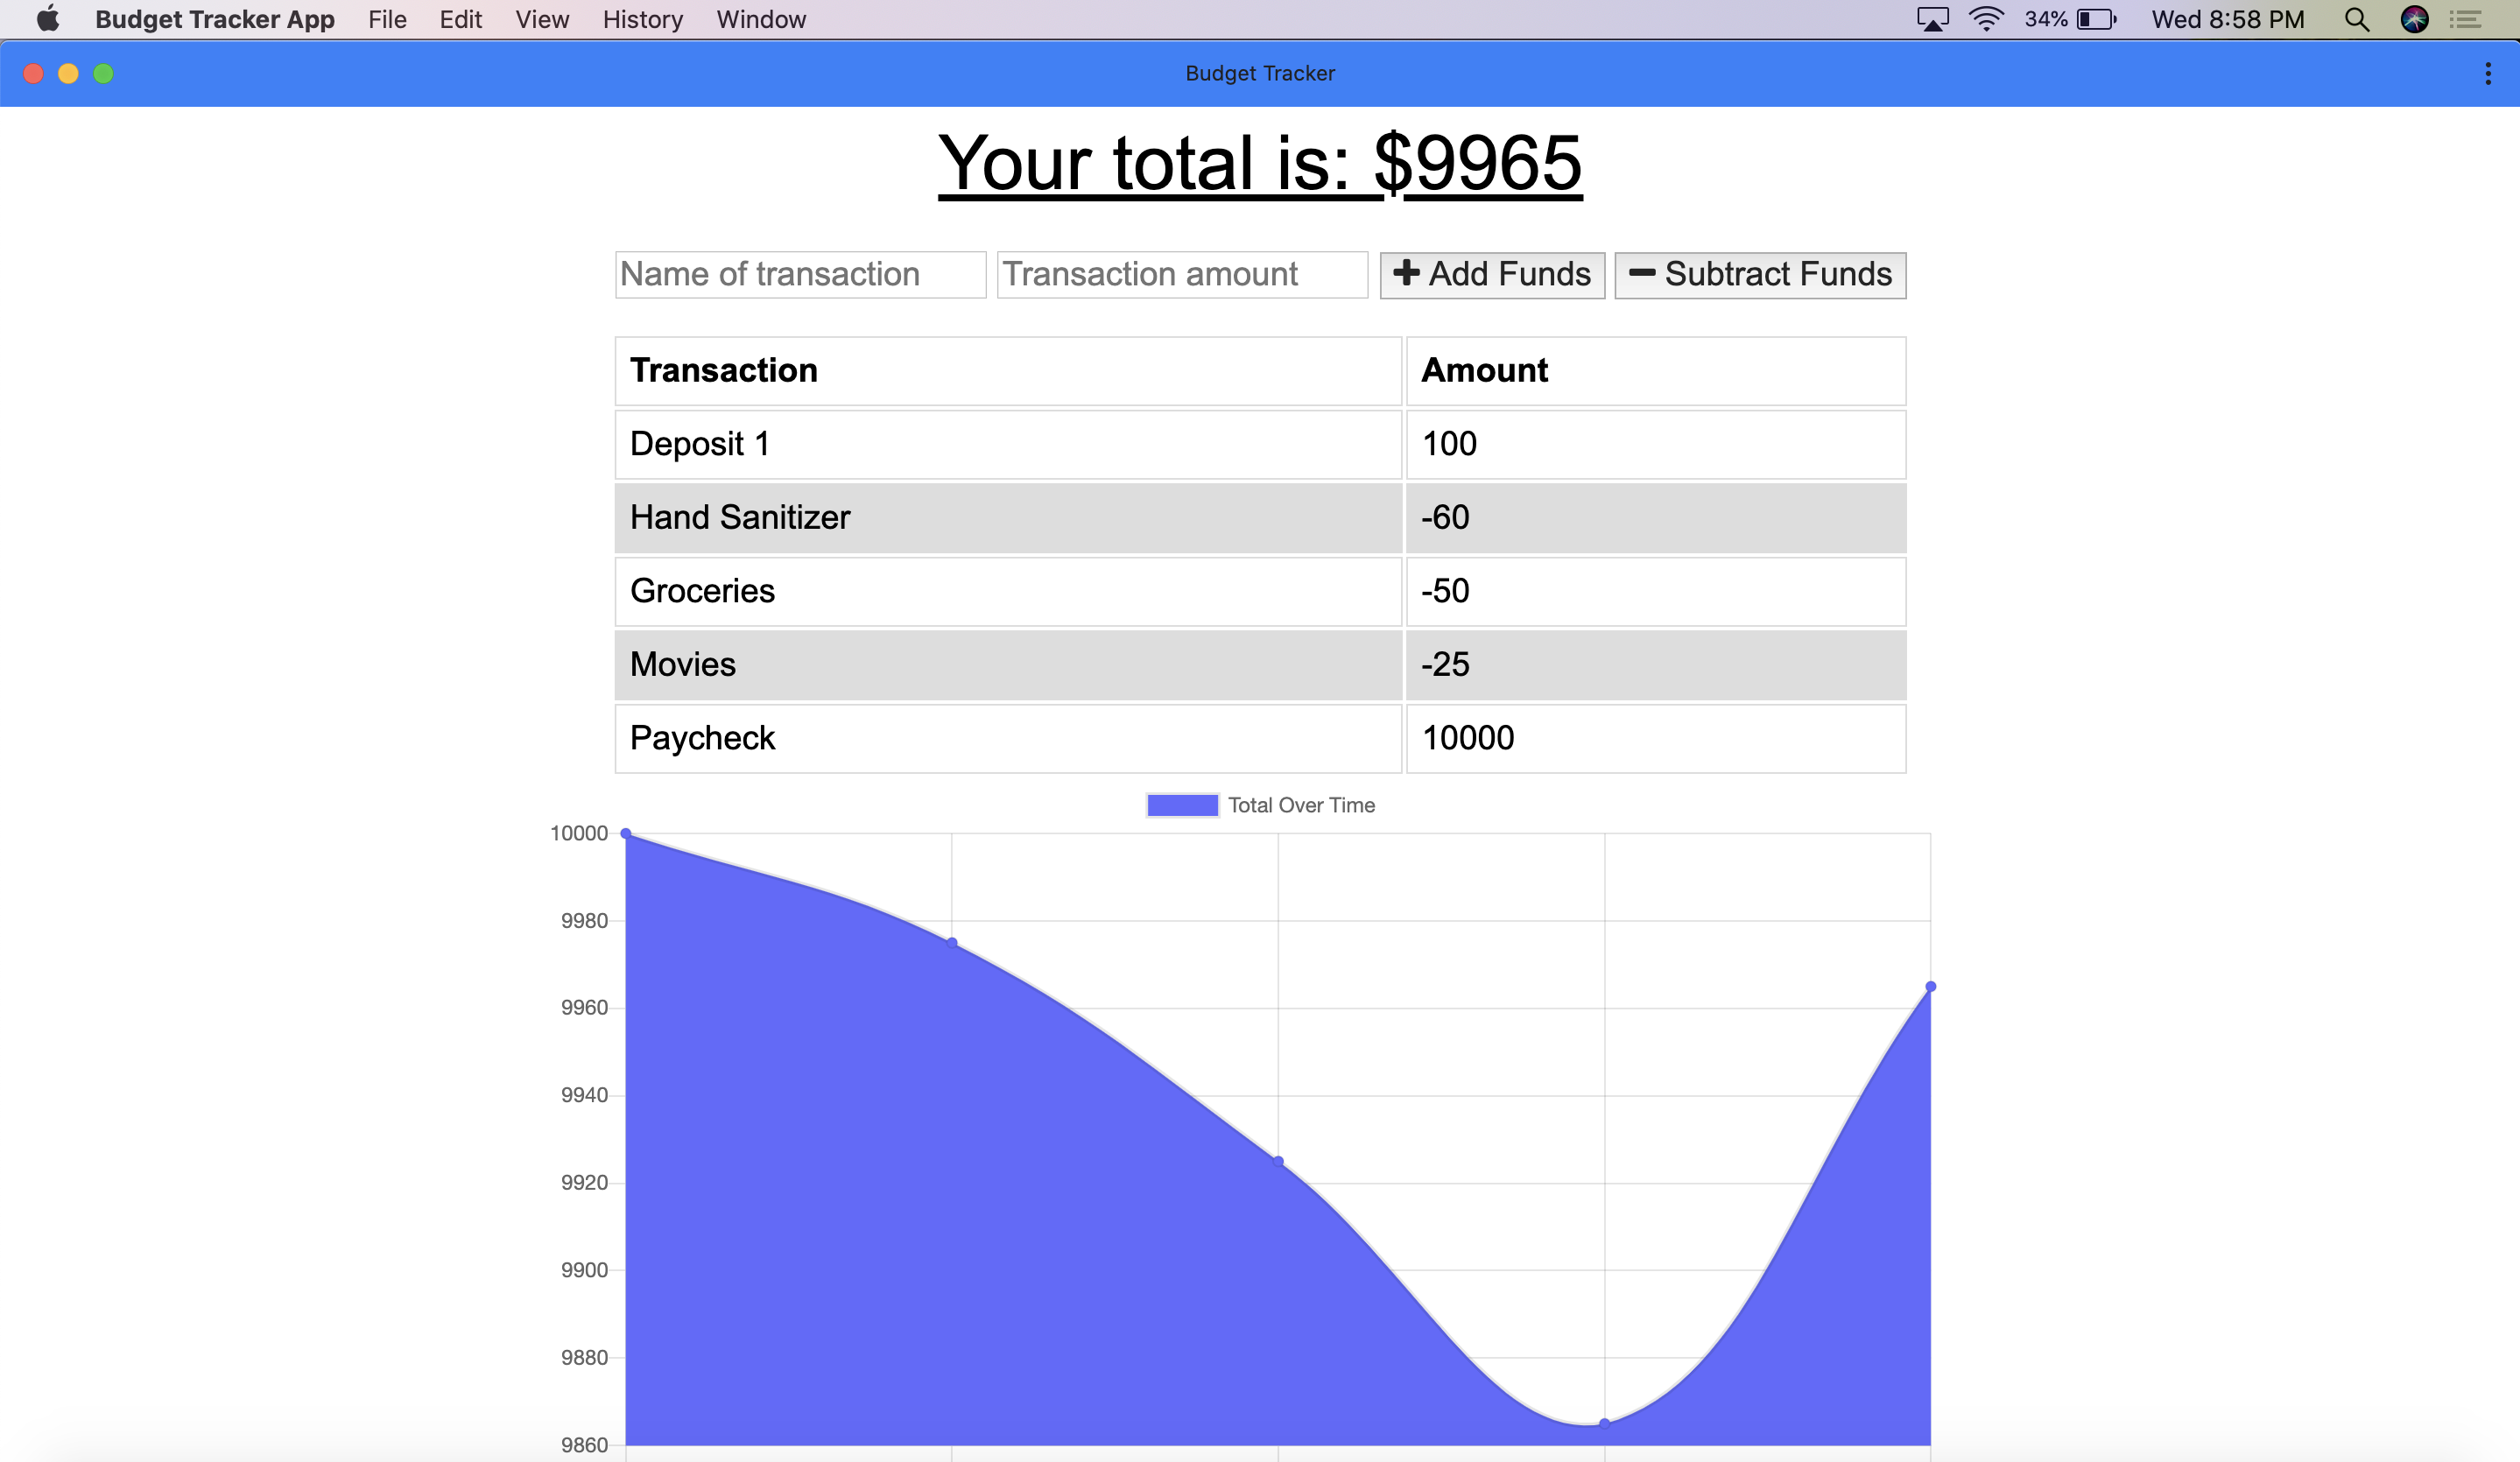 Budget Tracker App File Edit View History Window 34% Wed 8:58 PM
Budget Tracker
Your total is: $9965
Name of transaction Transaction amount + Add Funds − Subtract Funds
Transaction Amount
Deposit 1 100
Hand Sanitizer -60
Groceries -50
Movies -25
Paycheck 10000
Total Over Time
10000
9980
9960
9940
9920
9900
9880
9860